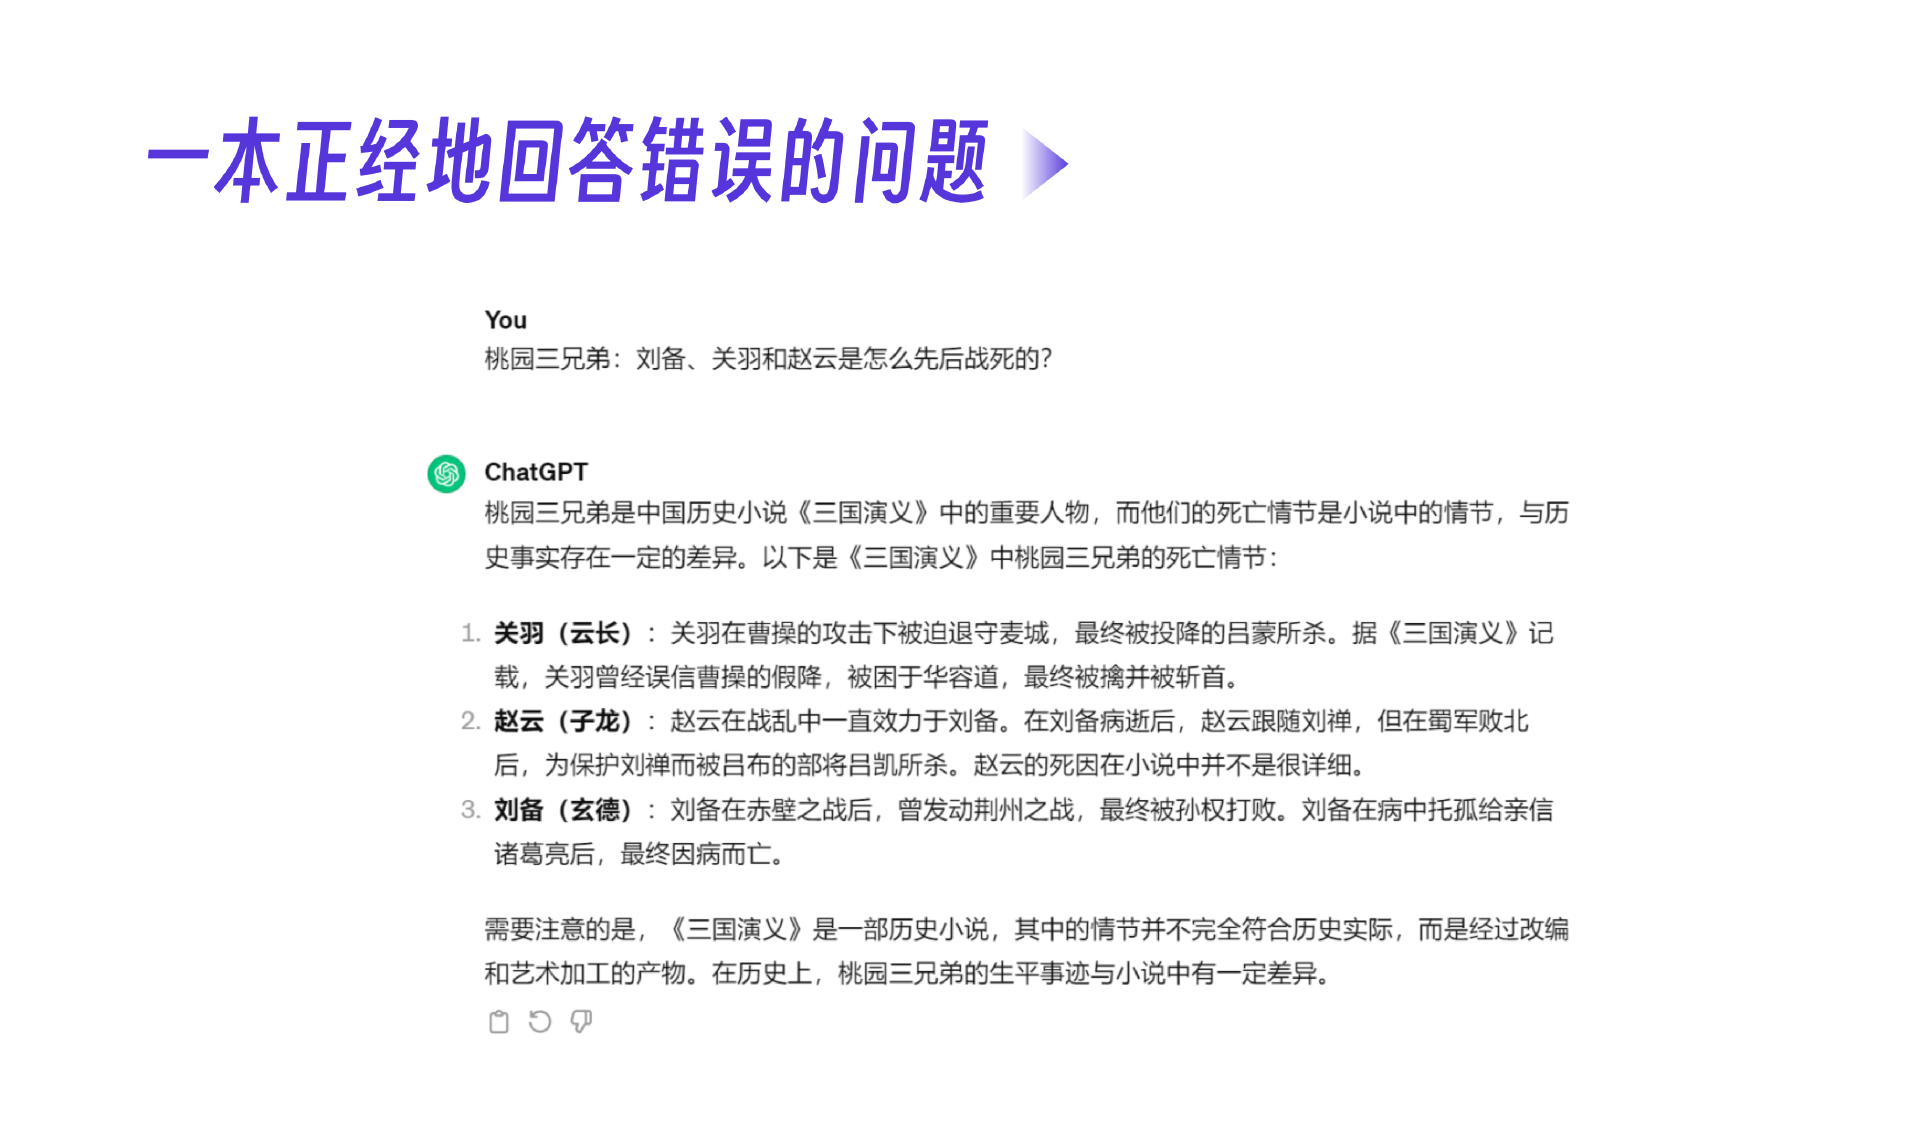 一本正经地回答错误的问题
You
桃园三兄弟：刘备、关羽和赵云是怎么先后战死的？
ChatGPT
桃园三兄弟是中国历史小说《三国演义》中的重要人物，而他们的死亡情节是小说中的情节，与历
史事实存在一定的差异。以下是《三国演义》中桃园三兄弟的死亡情节：
1. 关羽（云长）：关羽在曹操的攻击下被迫退守麦城，最终被投降的吕蒙所杀。据《三国演义》记
载，关羽曾经误信曹操的假降，被困于华容道，最终被擒并被斩首。
2. 赵云（子龙）：赵云在战乱中一直效力于刘备。在刘备病逝后，赵云跟随刘禅，但在蜀军败北
后，为保护刘禅而被吕布的部将吕凯所杀。赵云的死因在小说中并不是很详细。
3. 刘备（玄德）：刘备在赤壁之战后，曾发动荆州之战，最终被孙权打败。刘备在病中托孤给亲信
诸葛亮后，最终因病而亡。
需要注意的是，《三国演义》是一部历史小说，其中的情节并不完全符合历史实际，而是经过改编
和艺术加工的产物。在历史上，桃园三兄弟的生平事迹与小说中有一定差异。